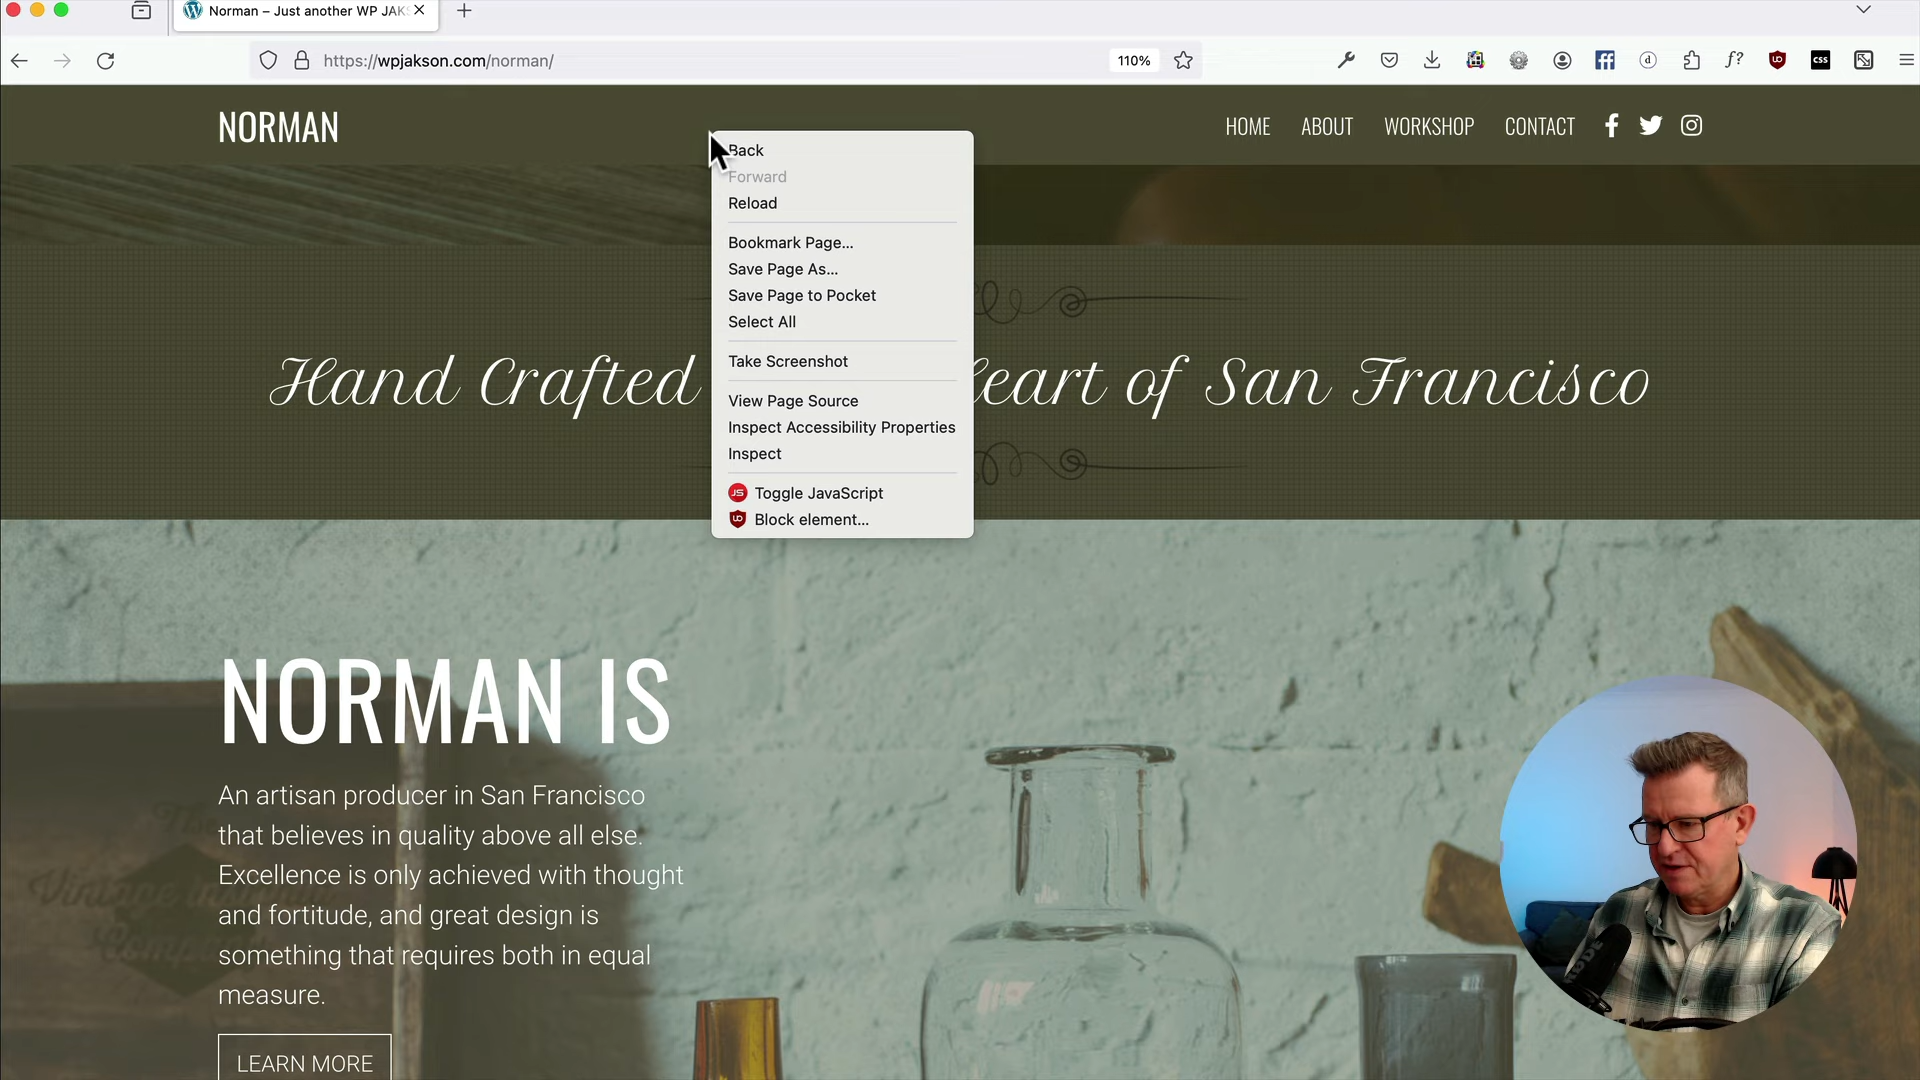 Norman – Just another WP JAK
https://wpjakson.com/norman/
110%
f?
css
NORMAN
HOME
ABOUT
WORKSHOP
CONTACT
Back
Forward
Reload
Bookmark Page...
Save Page As...
Save Page to Pocket
Select All
Take Screenshot
View Page Source
Inspect Accessibility Properties
Inspect
JS Toggle JavaScript
Block element...
Hand Crafted
eart of San Francisco
NORMAN IS
An artisan producer in San Francisco
that believes in quality above all else.
Excellence is only achieved with thought
and fortitude, and great design is
something that requires both in equal
measure.
LEARN MORE
RØDE